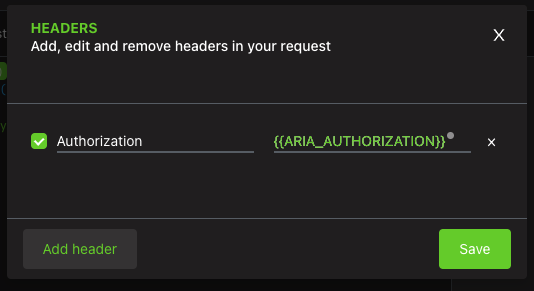 HEADERS
Add, edit and remove headers in your request
X
Authorization
{{ARIA_AUTHORIZATION}}
x
Add header
Save